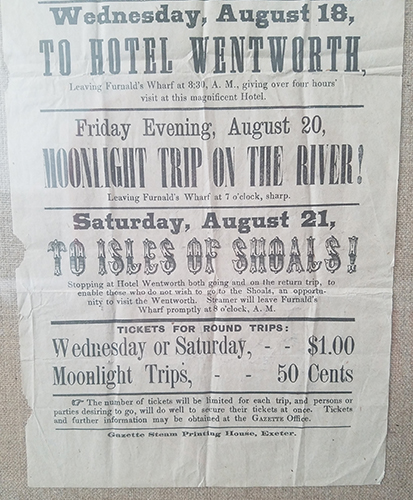 Wednesday, August 18,
TO HOTEL WENTWORTH,
Leaving Furnald's Wharf at 8:30, A. M., giving over four hours'
visit at this magnificent Hotel.
Friday Evening, August 20,
MOONLIGHT TRIP ON THE RIVER!
Leaving Furnald's Wharf at 7 o'clock, sharp.
Saturday, August 21,
TO ISLES OF SHOALS!
Stopping at Hotel Wentworth both going and on the return trip, to
enable those who do not wish to go to the Shoals, an opportu-
nity to visit the Wentworth. Steamer will leave Furnald's
Wharf promptly at 8 o'clock, A. M.
TICKETS FOR ROUND TRIPS:
Wednesday or Saturday, - - $1.00
Moonlight Trips, - - 50 Cents
☞ The number of tickets will be limited for each trip, and persons or
parties desiring to go, will do well to secure their tickets at once. Tickets
and further information may be obtained at the GAZETTE Office.
Gazette Steam Printing House, Exeter.